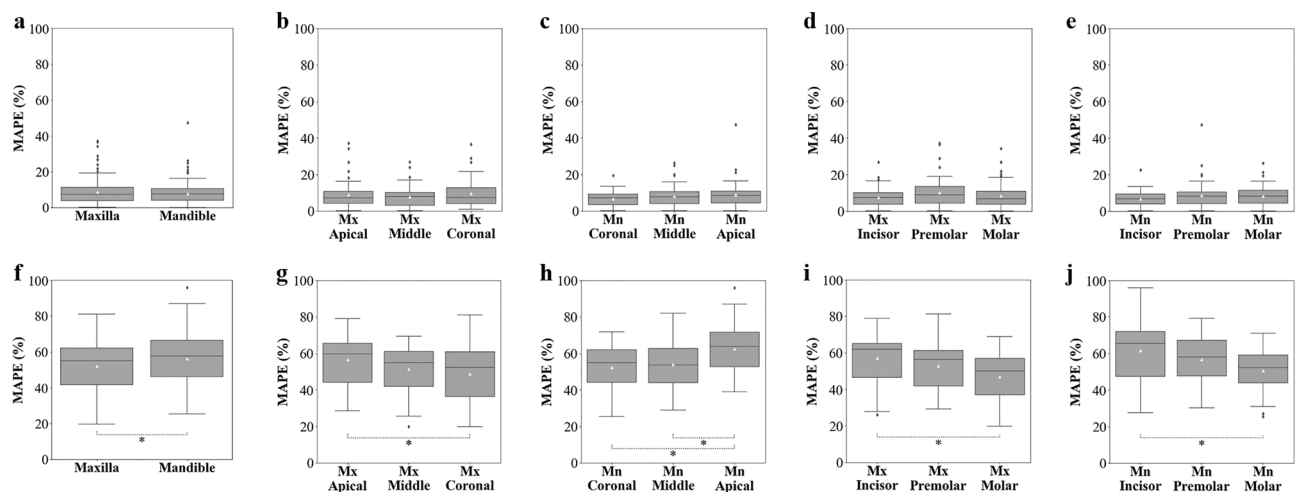 a
MAPE (%)
100
80
60
40
20
0
Maxilla Mandible
b
MAPE (%)
100
80
60
40
20
0
Mx Mx Mx
Apical Middle Coronal
c
MAPE (%)
100
80
60
40
20
0
Mn Mn Mn
Coronal Middle Apical
d
MAPE (%)
100
80
60
40
20
0
Mx Mx Mx
Incisor Premolar Molar
e
MAPE (%)
100
80
60
40
20
0
Mn Mn Mn
Incisor Premolar Molar
f
MAPE (%)
100
80
60
40
20
0
*
Maxilla Mandible
g
MAPE (%)
100
80
60
40
20
0
*
Mx Mx Mx
Apical Middle Coronal
h
MAPE (%)
100
80
60
40
20
0
*
*
Mn Mn Mn
Coronal Middle Apical
i
MAPE (%)
100
80
60
40
20
0
*
Mx Mx Mx
Incisor Premolar Molar
j
MAPE (%)
100
80
60
40
20
0
*
Mn Mn Mn
Incisor Premolar Molar